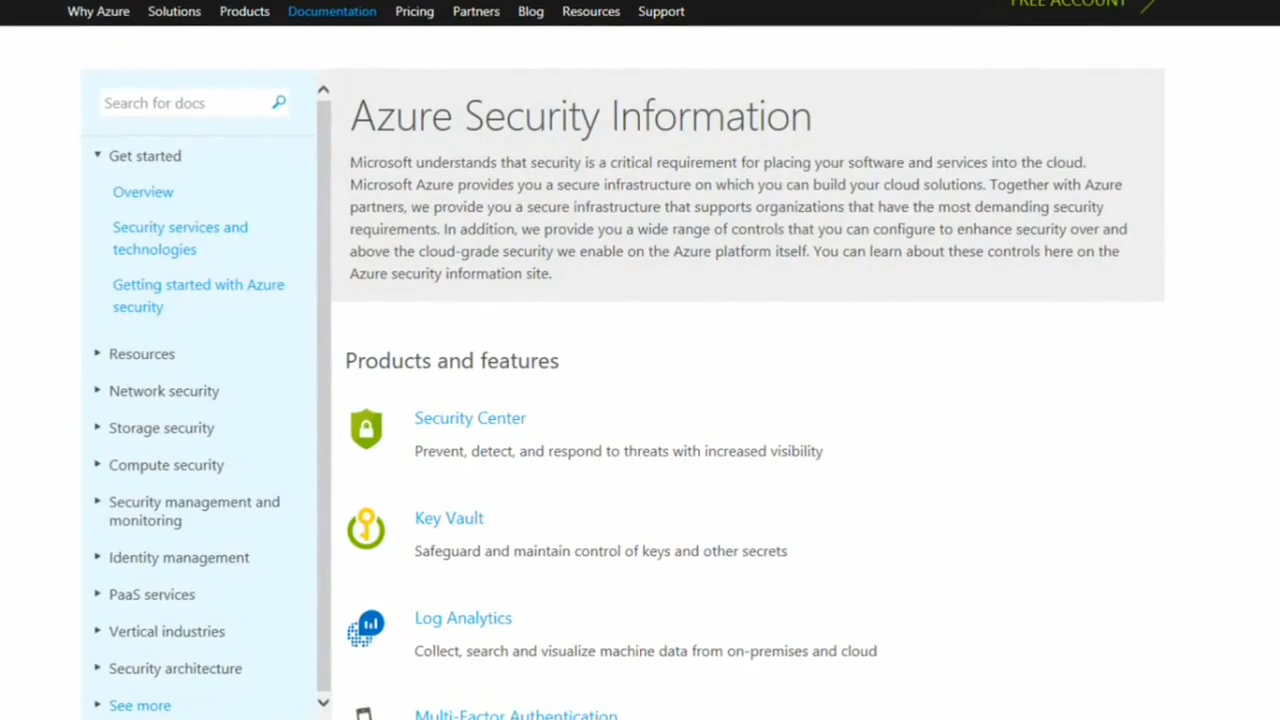 Why Azure Solutions Products Documentation Pricing Partners Blog Resources Support
FREE ACCOUNT
Search for docs
Get started
Overview
Security services and
technologies
Getting started with Azure
security
Resources
Network security
Storage security
Compute security
Security management and
monitoring
Identity management
PaaS services
Vertical industries
Security architecture
See more
Azure Security Information
Microsoft understands that security is a critical requirement for placing your software and services into the cloud.
Microsoft Azure provides you a secure infrastructure on which you can build your cloud solutions. Together with Azure
partners, we provide you a secure infrastructure that supports organizations that have the most demanding security
requirements. In addition, we provide you a wide range of controls that you can configure to enhance security over and
above the cloud-grade security we enable on the Azure platform itself. You can learn about these controls here on the
Azure security information site.
Products and features
Security Center
Prevent, detect, and respond to threats with increased visibility
Key Vault
Safeguard and maintain control of keys and other secrets
Log Analytics
Collect, search and visualize machine data from on-premises and cloud
Multi-Factor Authentication